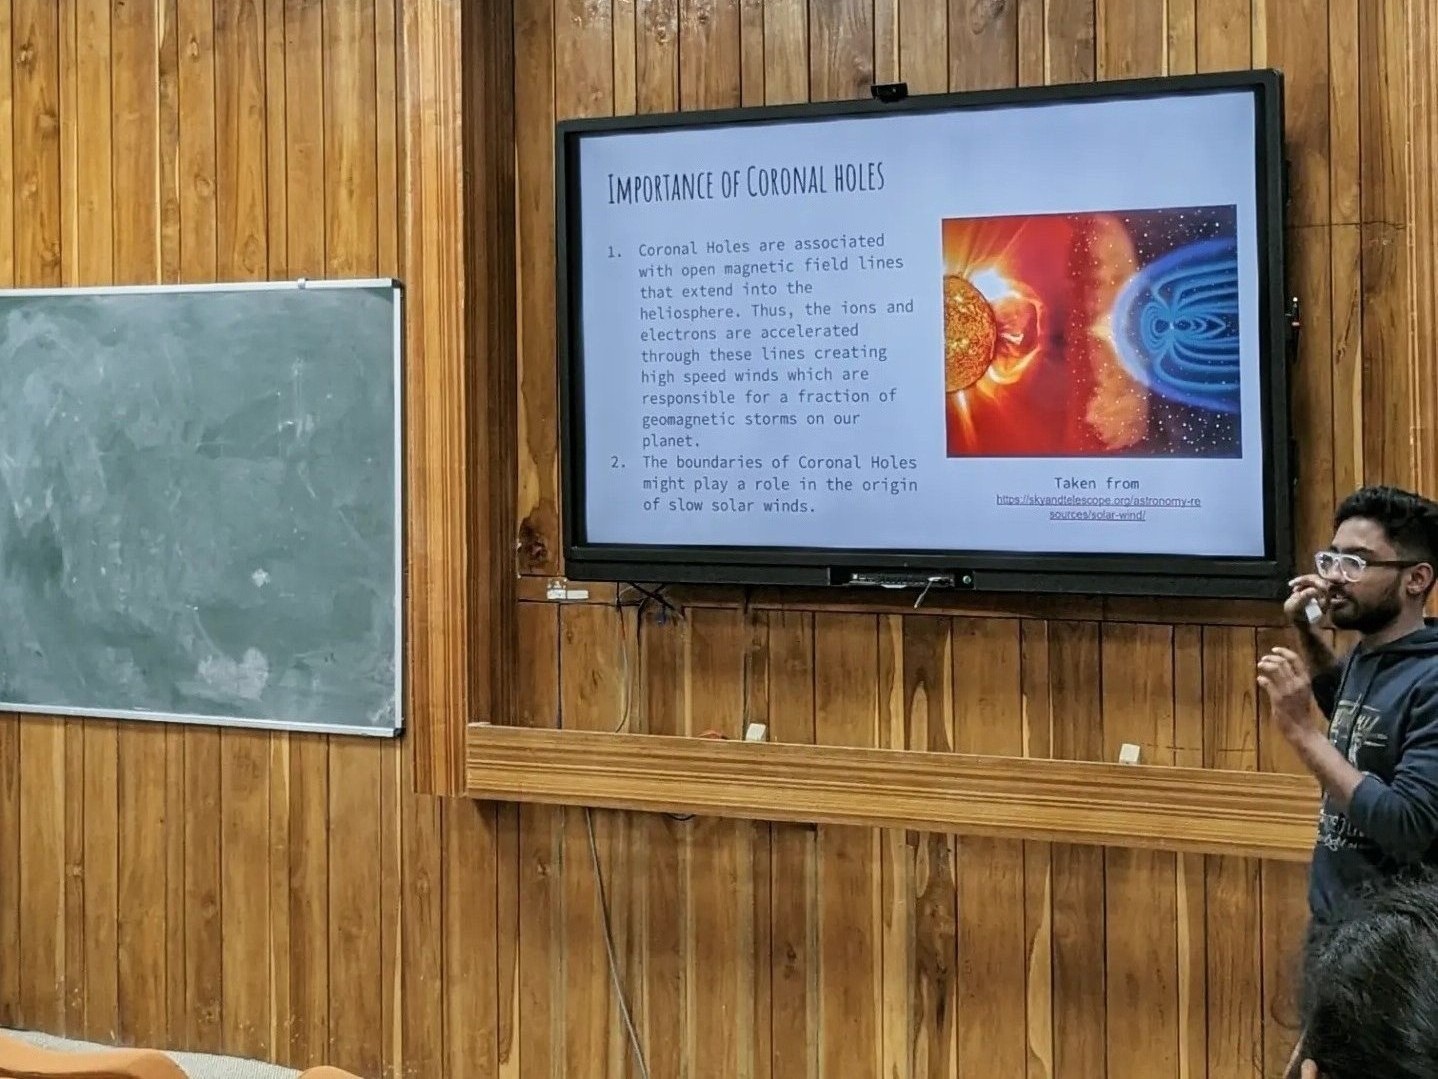 IMPORTANCE OF CORONAL HOLES
1. Coronal Holes are associated
with open magnetic field lines
that extend into the
heliosphere. Thus, the ions and
electrons are accelerated
through these lines creating
high speed winds which are
responsible for a fraction of
geomagnetic storms on our
planet.
2. The boundaries of Coronal Holes
might play a role in the origin
of slow solar winds.
Taken from
https://skyandtelescope.org/astronomy-re
sources/solar-wind/